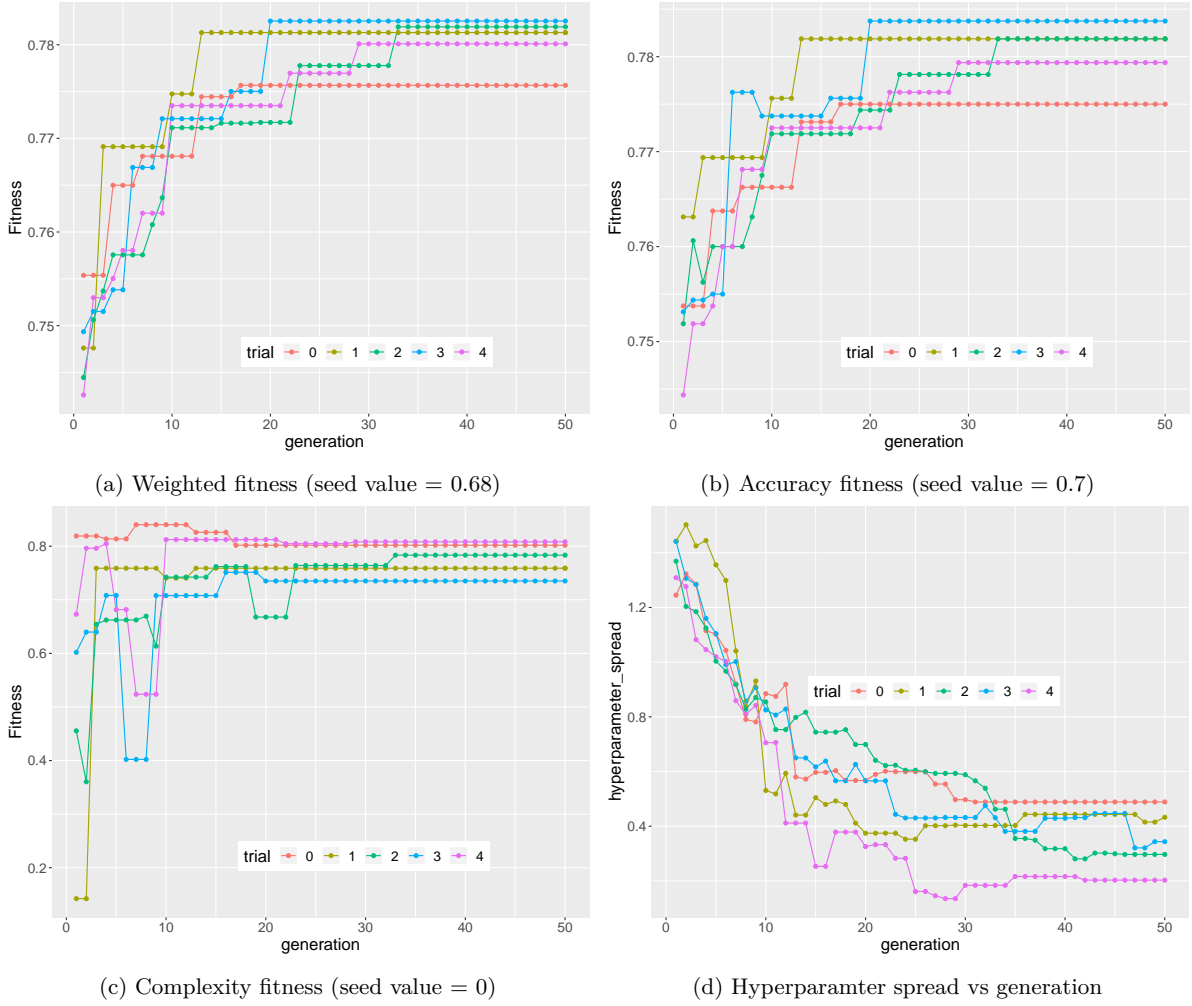 0.78
0.77
0.76
0.75
Fitness
trial 0 1 2 3 4
0 10 20 30 40 50
generation
(a) Weighted fitness (seed value = 0.68)
0.78
0.77
0.76
0.75
Fitness
trial 0 1 2 3 4
0 10 20 30 40 50
generation
(b) Accuracy fitness (seed value = 0.7)
0.8
0.6
0.4
0.2
Fitness
trial 0 1 2 3 4
0 10 20 30 40 50
generation
(c) Complexity fitness (seed value = 0)
1.2
0.8
0.4
hyperparameter_spread
trial 0 1 2 3 4
0 10 20 30 40 50
generation
(d) Hyperparamter spread vs generation